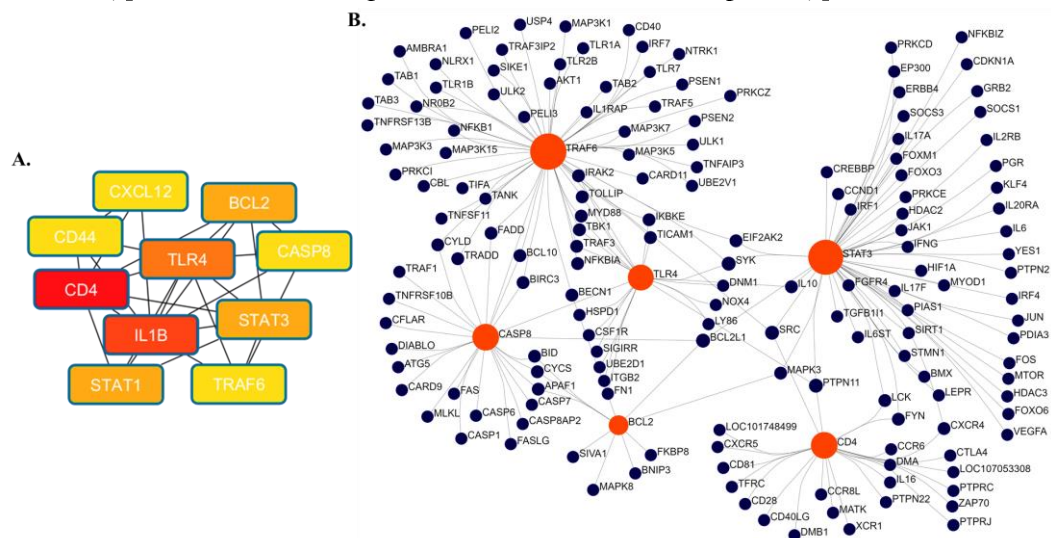 B.
USP4
MAP3K1
PELI2
CD40
NFKBIZ
PRKCD
AMBRA1
TRAF3IP2
TLR1A
IRF7
NTRK1
CDKN1A
NLRX1
SIKE1
TLR2B
TLR7
EP300
TAB1
ULK2
AKT1
TAB2
PSEN1
ERBB4
GRB2
TLR1B
IL1RAP
TRAF5
PRKCZ
SOCS3
SOCS1
TAB3
NR0B2
PELI3
PSEN2
TNFRSF13B
NFKB1
MAP3K7
ULK1
IL17A
IL2RB
MAP3K3
MAP3K15
TRAF6
MAP3K5
TNFAIP3
FOXM1
A.
PRKCI
CBL
TIFA
IRAK2
CARD11
UBE2V1
CREBBP
FOXO3
PGR
CXCL12
TANK
TOLLIP
CCND1
PRKCE
KLF4
BCL2
TNFSF11
MYD88
IKBKE
IRF1
HDAC2
IL20RA
CD44
FADD
TBK1
TICAM1
EIF2AK2
JAK1
IL6
TLR4
CASP8
CYLD
TRADD
BCL10
TRAF3
NFKBIA
SYK
STAT3
IFNG
YES1
CD4
TRAF1
BIRC3
TLR4
DNM1
IL10
FGFR4
HIF1A
PTPN2
TNFRSF10B
BECN1
NOX4
IL17F
MYOD1
IRF4
IL1B
STAT3
CFLAR
CASP8
HSPD1
LY86
TGFB1I1
PIAS1
JUN
CSF1R
BCL2L1
SRC
IL6ST
SIRT1
PDIA3
STAT1
TRAF6
DIABLO
BID
SIGIRR
STMN1
FOS
ATG5
CYCS
UBE2D1
MAPK3
BMX
MTOR
CARD9
FAS
APAF1
ITGB2
PTPN11
LEPR
HDAC3
MLKL
CASP6
CASP7
FN1
LCK
CXCR4
FOXO6
CASP1
CASP8AP2
BCL2
FYN
VEGFA
FASLG
LOC101748499
CD4
CCR6
CTLA4
SIVA1
FKBP8
CXCR5
DMA
LOC107053308
BNIP3
CD81
IL16
PTPRC
MAPK8
TFRC
CCR8L
PTPN22
ZAP70
CD28
MATK
PTPRJ
CD40LG
XCR1
DMB1